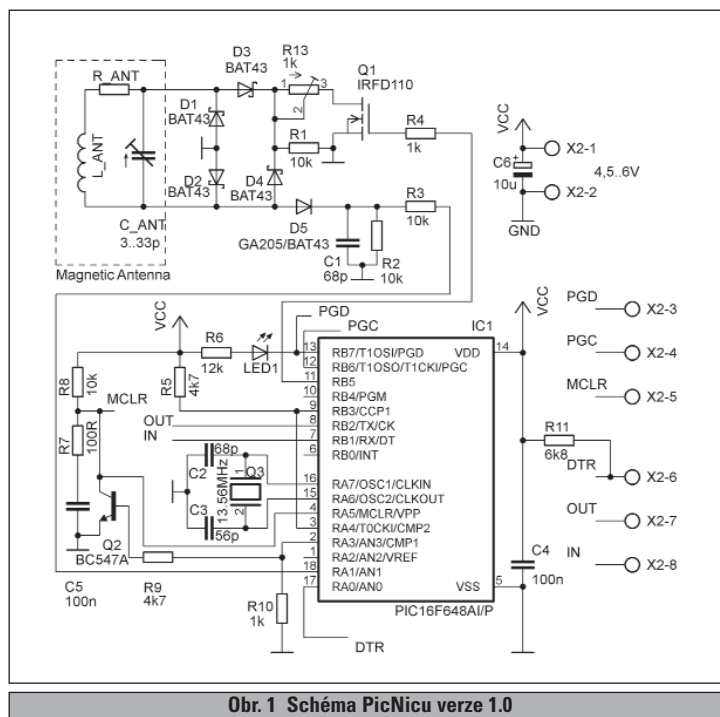 D3
BAT43
R13
1k
1
3
2
Q1
IRFD110
R_ANT
D1
BAT43
L_ANT
D2
BAT43
R1
10k
D4
BAT43
R4
1k
VCC
C6
+
10u
X2-1
4,5..6V
X2-2
GND
C_ANT
3..33p
Magnetic Antenna
D5
GA205/BAT43
C1
68p
R2
10k
R3
10k
VCC
R6
12k
LED1
PGD
PGC
IC1
VCC
PGD
X2-3
PGC
X2-4
MCLR
X2-5
R8
10k
MCLR
R7
100R
R5
4k7
OUT
IN
68p
C2
Q3
1
2
13.56MHz
C3
56p
Q2
BC547A
C5
100n
R9
4k7
R10
1k
DTR
13 RB7/T1OSI/PGD VDD 14
12 RB6/T1OSO/T1CKI/PGC
11 RB5
10 RB4/PGM
9 RB3/CCP1
8 RB2/TX/CK
7 RB1/RX/DT
6 RB0/INT
16 RA7/OSC1/CLKIN
15 RA6/OSC2/CLKOUT
4 RA5/MCLR/VPP
3 RA4/T0CKI/CMP2
2 RA3/AN3/CMP1
1 RA2/AN2/VREF
18 RA1/AN1
17 RA0/AN0 VSS 5
PIC16F648AI/P
R11
6k8
DTR
X2-6
OUT
X2-7
IN
X2-8
C4
100n
Obr. 1 Schéma PicNicu verze 1.0